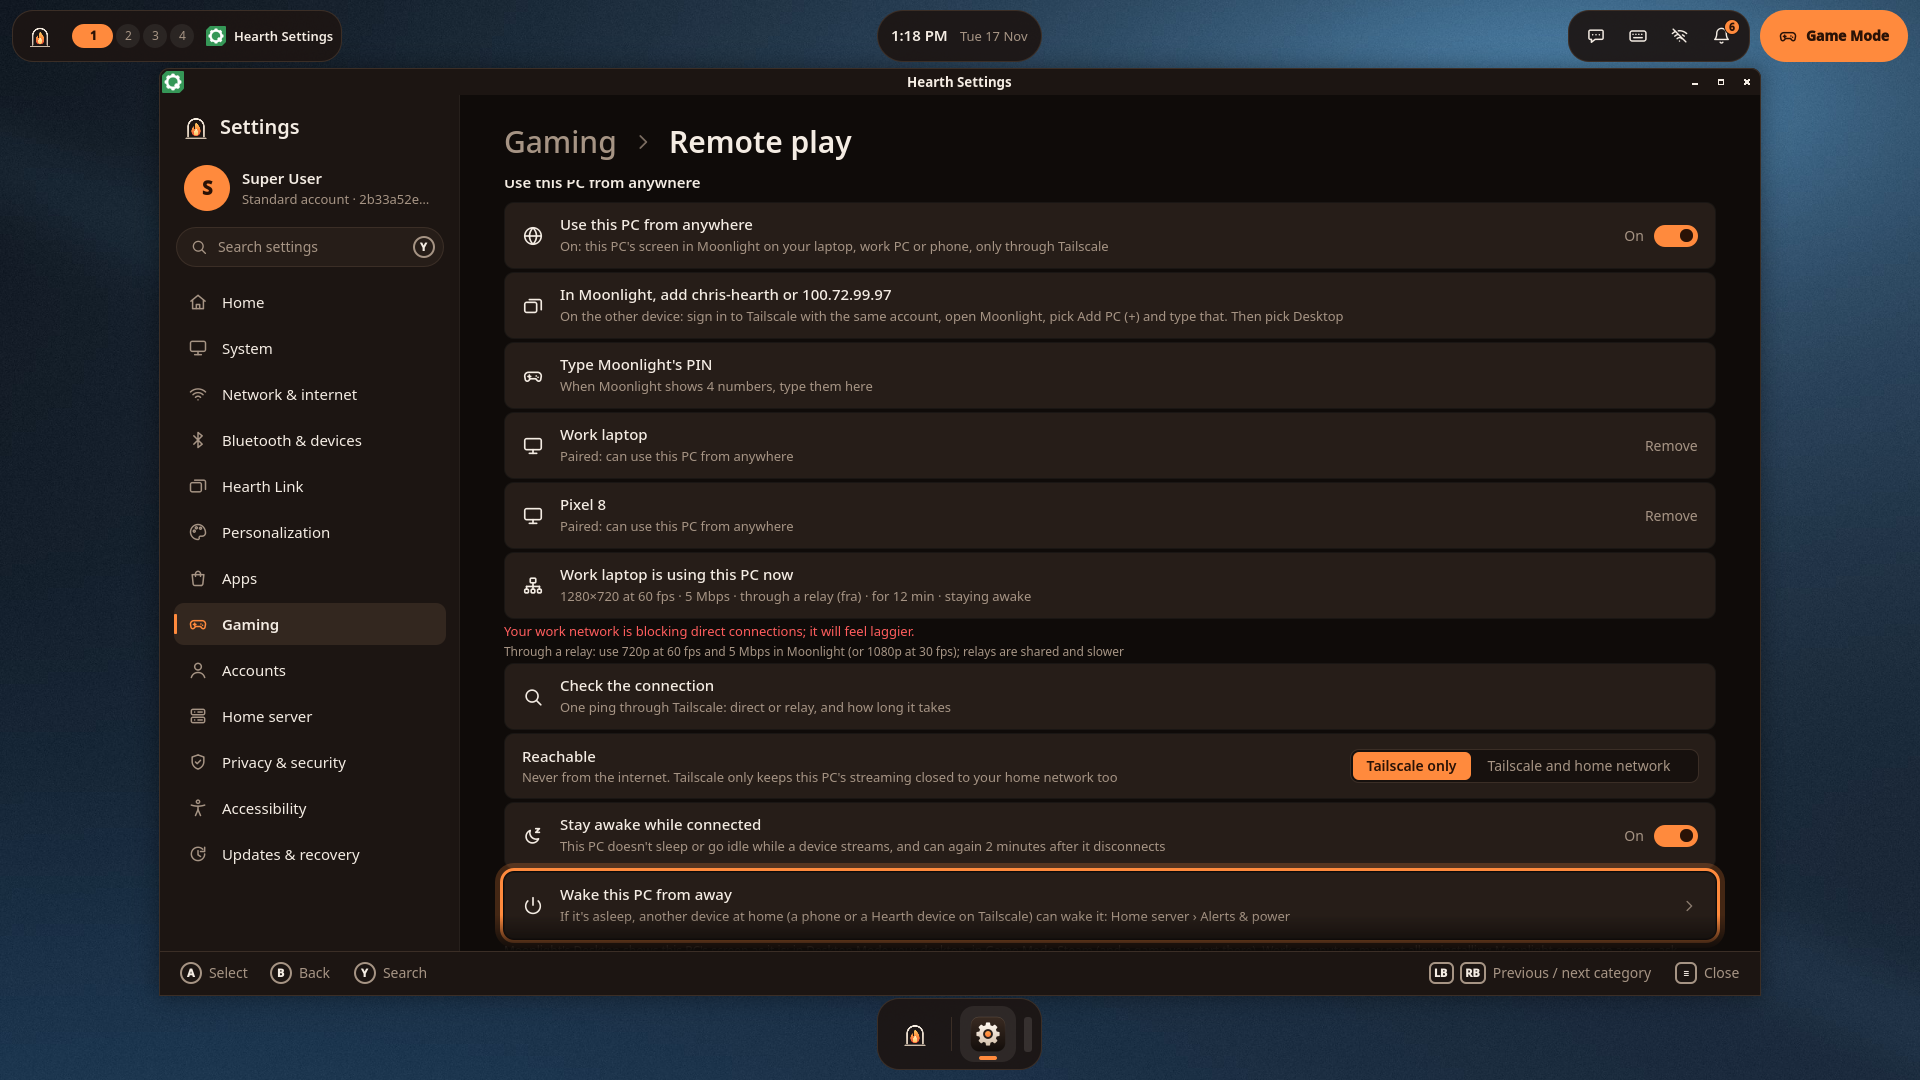 1
2
3
4
Hearth Settings
1:18 PM
Tue 17 Nov
6
Game Mode
Hearth Settings
Settings
S
Super User
Standard account · 2b33a52e...
Search settings
Y
Home
System
Network & internet
Bluetooth & devices
Hearth Link
Personalization
Apps
Gaming
Accounts
Home server
Privacy & security
Accessibility
Updates & recovery
Gaming › Remote play
Use this PC from anywhere
Use this PC from anywhere
On: this PC's screen in Moonlight on your laptop, work PC or phone, only through Tailscale
On
In Moonlight, add chris-hearth or 100.72.99.97
On the other device: sign in to Tailscale with the same account, open Moonlight, pick Add PC (+) and type that. Then pick Desktop
Type Moonlight's PIN
When Moonlight shows 4 numbers, type them here
Work laptop
Paired: can use this PC from anywhere
Remove
Pixel 8
Paired: can use this PC from anywhere
Remove
Work laptop is using this PC now
1280×720 at 60 fps · 5 Mbps · through a relay (fra) · for 12 min · staying awake
Your work network is blocking direct connections; it will feel laggier.
Through a relay: use 720p at 60 fps and 5 Mbps in Moonlight (or 1080p at 30 fps); relays are shared and slower
Check the connection
One ping through Tailscale: direct or relay, and how long it takes
Reachable
Never from the internet. Tailscale only keeps this PC's streaming closed to your home network too
Tailscale only
Tailscale and home network
Stay awake while connected
This PC doesn't sleep or go idle while a device streams, and can again 2 minutes after it disconnects
On
Wake this PC from away
If it's asleep, another device at home (a phone or a Hearth device on Tailscale) can wake it: Home server › Alerts & power
A Select
B Back
Y Search
LB RB Previous / next category
≡ Close